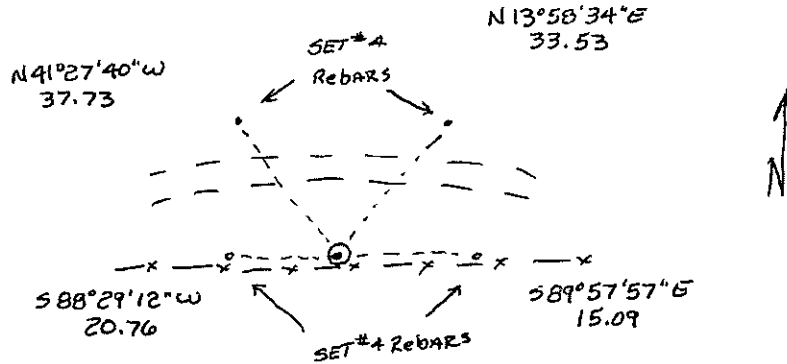 N13°58'34"E
33.53
SET #4
Rebars
N41°27'40"W
37.73
N
S88°29'12"W
20.76
S89°57'57"E
15.09
SET #4 Rebars